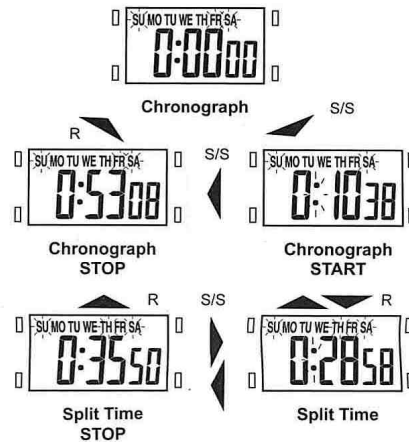 SU MO TU WE TH FR SA
0:00 00
Chronograph
R
S/S
SU MO TU WE TH FR SA
0:53 08
S/S
SU MO TU WE TH FR SA
0:10 38
Chronograph
STOP
Chronograph
START
R
S/S
R
SU MO TU WE TH FR SA
0:35 50
SU MO TU WE TH FR SA
0:28 58
Split Time
STOP
Split Time